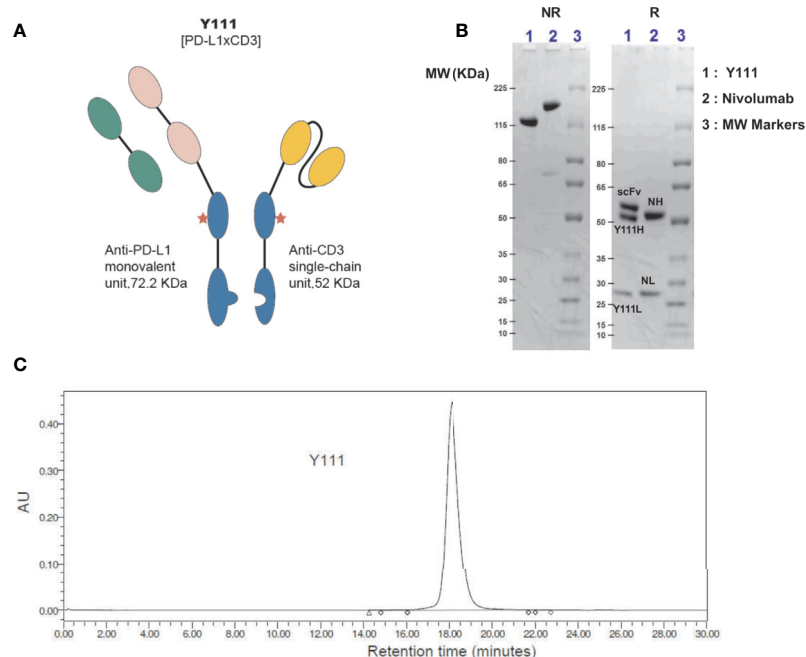 A
Y111
[PD-L1xCD3]
Anti-PD-L1
monovalent
unit,72.2 KDa
Anti-CD3
single-chain
unit,52 KDa
B
NR
R
1 2 3
1 2 3
MW (KDa)
225
115
80
65
50
35
30
25
15
10
225
115
80
65
50
35
30
25
15
10
scFv
NH
Y111H
NL
Y111L
1 : Y111
2 : Nivolumab
3 : MW Markers
C
Y111
AU
0.40
0.30
0.20
0.10
0.00
0.00 2.00 4.00 6.00 8.00 10.00 12.00 14.00 16.00 18.00 20.00 22.00 24.00 26.00 28.00 30.00
Retention time (minutes)